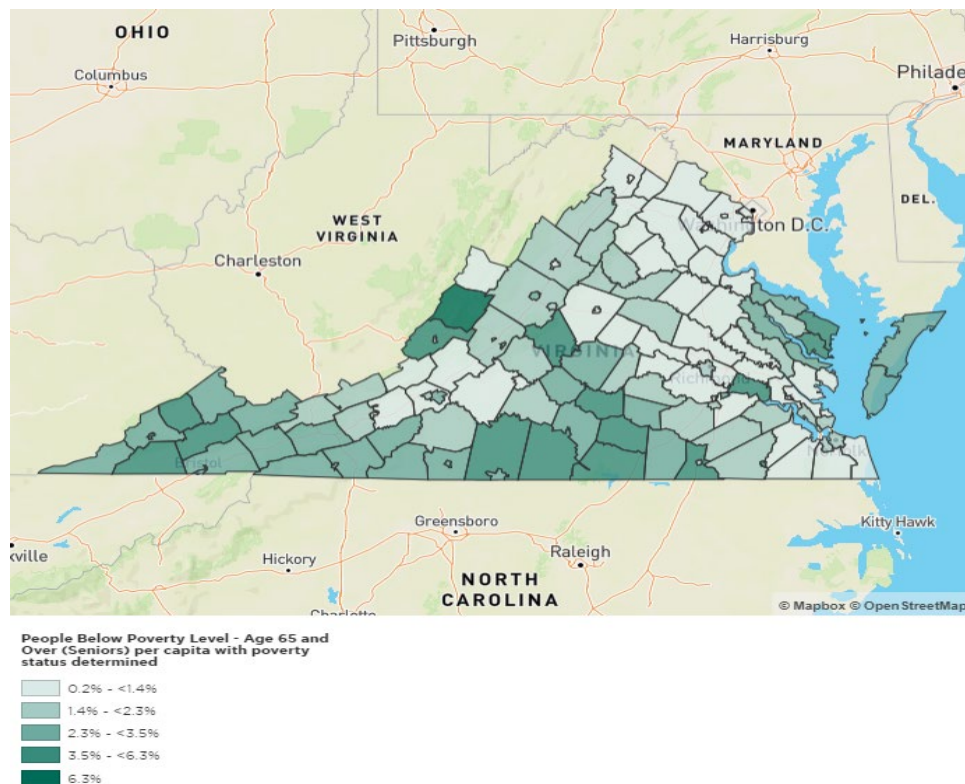 OHIO
Pittsburgh
Harrisburg
Columbus
Philade
MARYLAND
WEST
VIRGINIA
DEL.
Washington D.C.
Charleston
VIRGINIA
Richmond
Bristol
Norfolk
Greensboro
Kitty Hawk
kville
Hickory
Raleigh
NORTH
CAROLINA
Charlotte
© Mapbox © OpenStreetMap
People Below Poverty Level - Age 65 and
Over (Seniors) per capita with poverty
status determined
0.2% - <1.4%
1.4% - <2.3%
2.3% - <3.5%
3.5% - <6.3%
6.3%